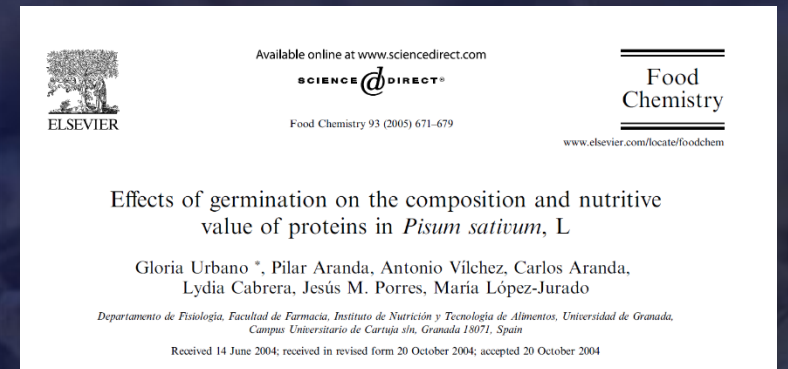 Available online at www.sciencedirect.com
SCIENCE DIRECT®
Food Chemistry 93 (2005) 671–679
ELSEVIER
Food
Chemistry
www.elsevier.com/locate/foodchem
Effects of germination on the composition and nutritive
value of proteins in Pisum sativum, L
Gloria Urbano *, Pilar Aranda, Antonio Vílchez, Carlos Aranda,
Lydia Cabrera, Jesús M. Porres, María López-Jurado
Departamento de Fisiología, Facultad de Farmacia, Instituto de Nutrición y Tecnología de Alimentos, Universidad de Granada,
Campus Universitario de Cartuja s/n, Granada 18071, Spain
Received 14 June 2004; received in revised form 20 October 2004; accepted 20 October 2004